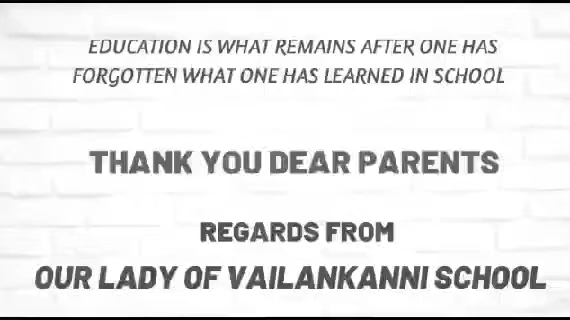 EDUCATION IS WHAT REMAINS AFTER ONE HAS
FORGOTTEN WHAT ONE HAS LEARNED IN SCHOOL
THANK YOU DEAR PARENTS
REGARDS FROM
OUR LADY OF VAILANKANNI SCHOOL